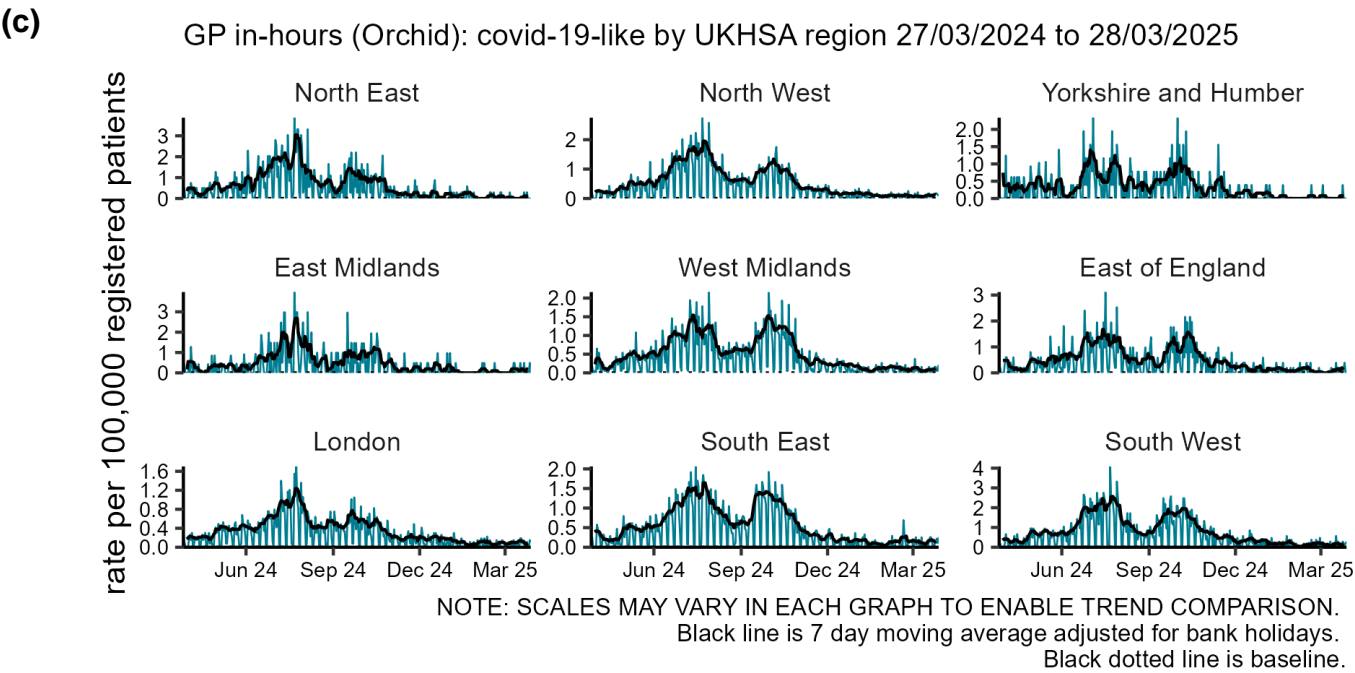 (c)
GP in-hours (Orchid): covid-19-like by UKHSA region 27/03/2024 to 28/03/2025
rate per 100,000 registered patients
North East
3
2
1
0
North West
2
1
0
Yorkshire and Humber
2.0
1.5
1.0
0.5
0.0
East Midlands
3
2
1
0
West Midlands
2.0
1.5
1.0
0.5
0.0
East of England
3
2
1
0
London
1.6
1.2
0.8
0.4
0.0
Jun 24 Sep 24 Dec 24 Mar 25
South East
2.0
1.5
1.0
0.5
0.0
Jun 24 Sep 24 Dec 24 Mar 25
South West
4
3
2
1
0
Jun 24 Sep 24 Dec 24 Mar 25
NOTE: SCALES MAY VARY IN EACH GRAPH TO ENABLE TREND COMPARISON.
Black line is 7 day moving average adjusted for bank holidays.
Black dotted line is baseline.